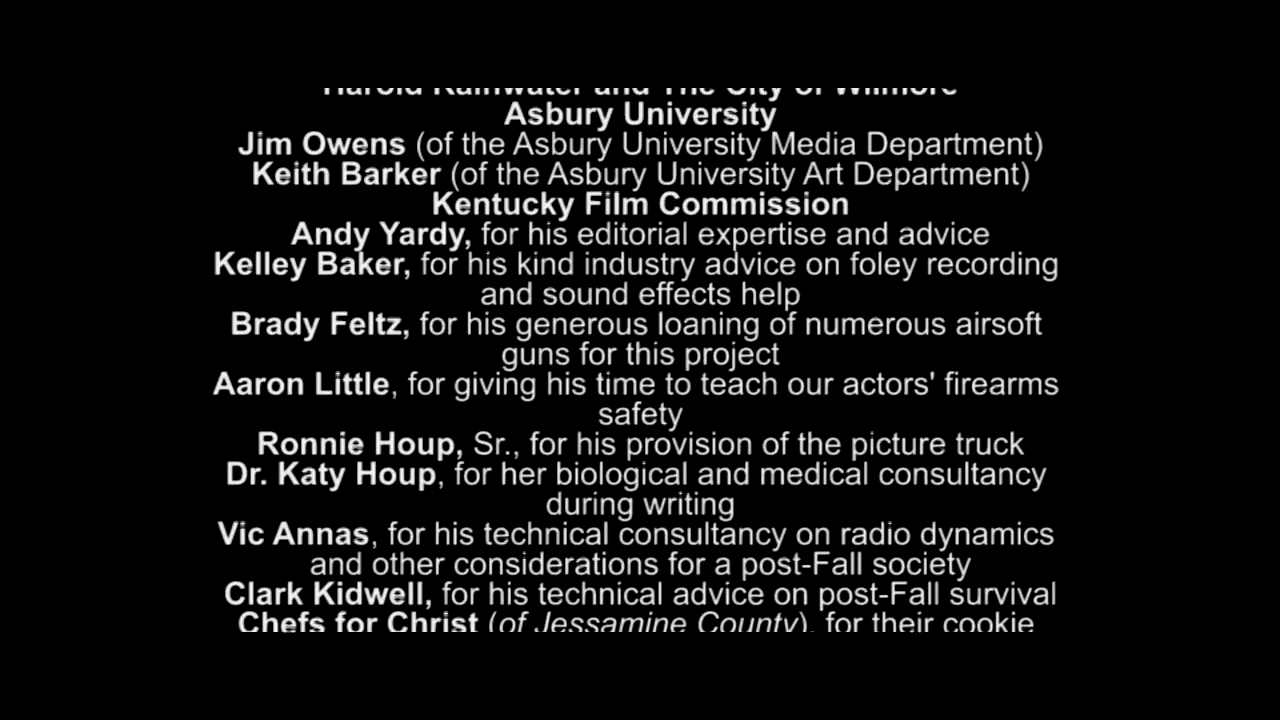 Harold Rainwater and The City of Wilmore
Asbury University
Jim Owens (of the Asbury University Media Department)
Keith Barker (of the Asbury University Art Department)
Kentucky Film Commission
Andy Yardy, for his editorial expertise and advice
Kelley Baker, for his kind industry advice on foley recording
and sound effects help
Brady Feltz, for his generous loaning of numerous airsoft
guns for this project
Aaron Little, for giving his time to teach our actors' firearms
safety
Ronnie Houp, Sr., for his provision of the picture truck
Dr. Katy Houp, for her biological and medical consultancy
during writing
Vic Annas, for his technical consultancy on radio dynamics
and other considerations for a post-Fall society
Clark Kidwell, for his technical advice on post-Fall survival
Chefs for Christ (of Jessamine County), for their cookie